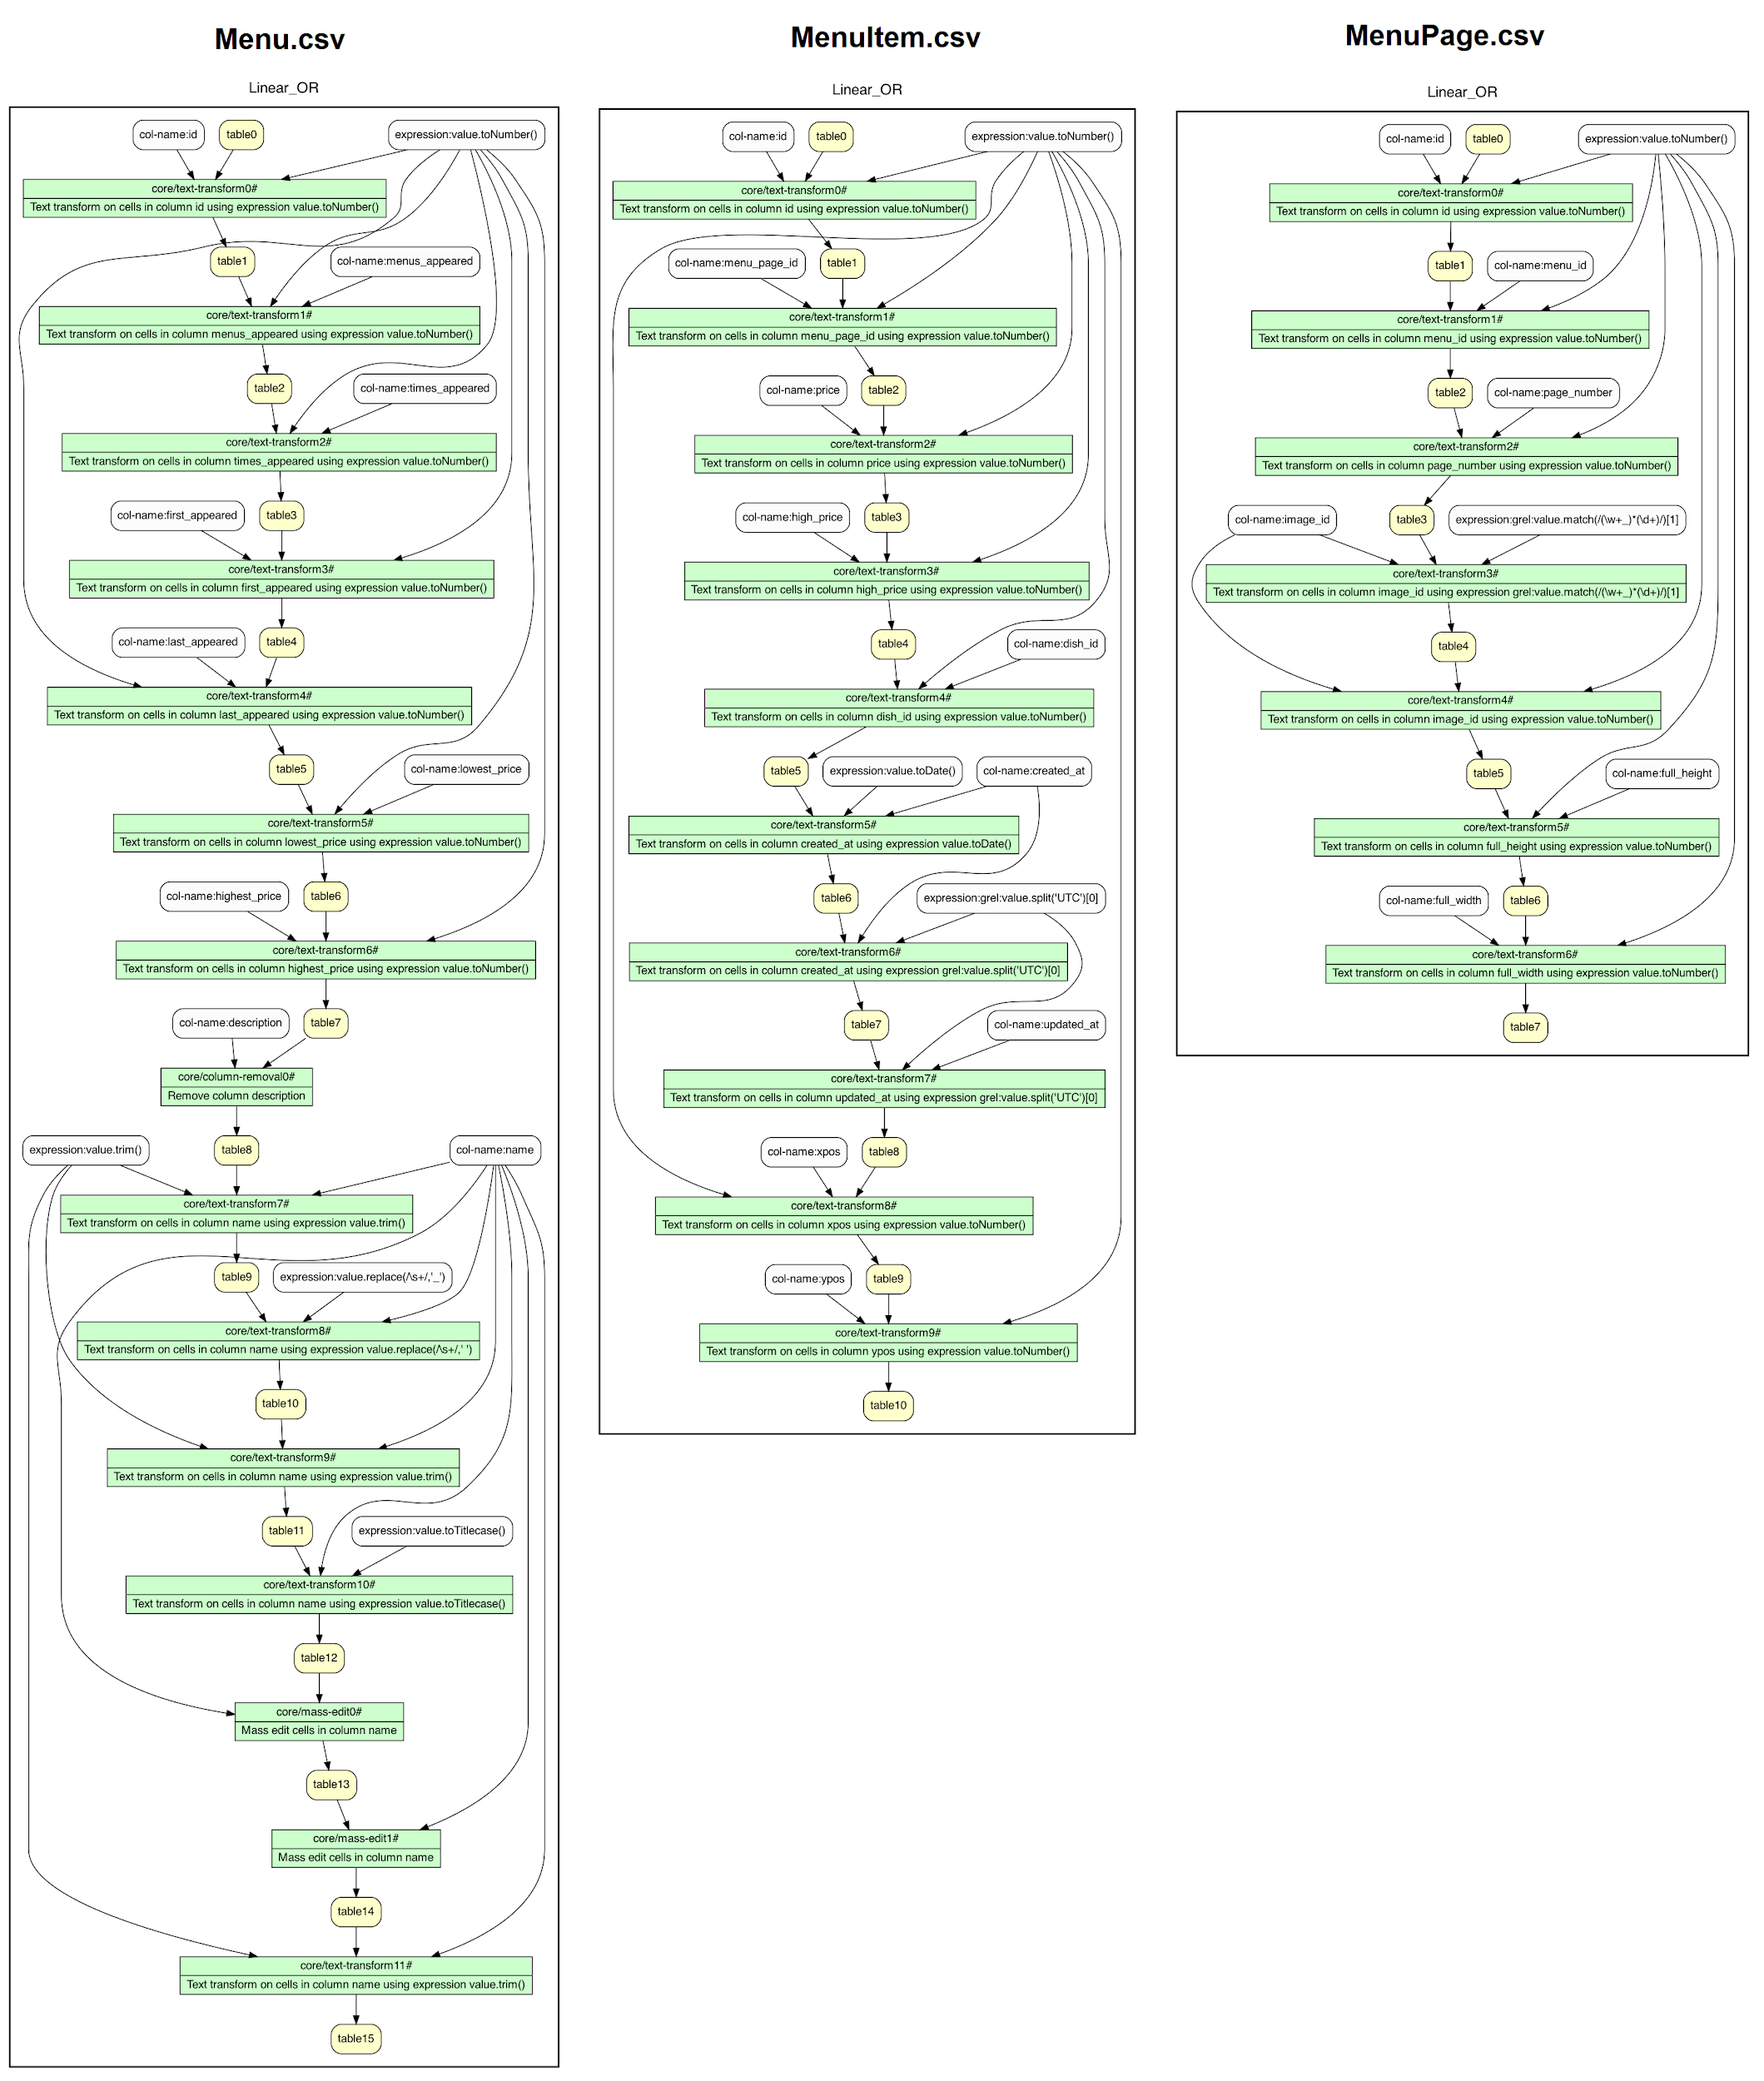 Menu.csv
Linear_OR
col-name:id
table0
expression:value.toNumber()
core/text-transform0#
Text transform on cells in column id using expression value.toNumber()
table1
col-name:menus_appeared
core/text-transform1#
Text transform on cells in column menus_appeared using expression value.toNumber()
table2
col-name:times_appeared
core/text-transform2#
Text transform on cells in column times_appeared using expression value.toNumber()
col-name:first_appeared
table3
core/text-transform3#
Text transform on cells in column first_appeared using expression value.toNumber()
col-name:last_appeared
table4
core/text-transform4#
Text transform on cells in column last_appeared using expression value.toNumber()
table5
col-name:lowest_price
core/text-transform5#
Text transform on cells in column lowest_price using expression value.toNumber()
col-name:highest_price
table6
core/text-transform6#
Text transform on cells in column highest_price using expression value.toNumber()
col-name:description
table7
core/column-removal0#
Remove column description
expression:value.trim()
table8
col-name:name
core/text-transform7#
Text transform on cells in column name using expression value.trim()
table9
expression:value.replace(/\s+/,'_')
core/text-transform8#
Text transform on cells in column name using expression value.replace(/\s+/,' ')
table10
core/text-transform9#
Text transform on cells in column name using expression value.trim()
table11
expression:value.toTitlecase()
core/text-transform10#
Text transform on cells in column name using expression value.toTitlecase()
table12
core/mass-edit0#
Mass edit cells in column name
table13
core/mass-edit1#
Mass edit cells in column name
table14
core/text-transform11#
Text transform on cells in column name using expression value.trim()
table15
MenuItem.csv
Linear_OR
col-name:id
table0
expression:value.toNumber()
core/text-transform0#
Text transform on cells in column id using expression value.toNumber()
col-name:menu_page_id
table1
core/text-transform1#
Text transform on cells in column menu_page_id using expression value.toNumber()
col-name:price
table2
core/text-transform2#
Text transform on cells in column price using expression value.toNumber()
col-name:high_price
table3
core/text-transform3#
Text transform on cells in column high_price using expression value.toNumber()
table4
col-name:dish_id
core/text-transform4#
Text transform on cells in column dish_id using expression value.toNumber()
table5
expression:value.toDate()
col-name:created_at
core/text-transform5#
Text transform on cells in column created_at using expression value.toDate()
table6
expression:grel:value.split('UTC')[0]
core/text-transform6#
Text transform on cells in column created_at using expression grel:value.split('UTC')[0]
table7
col-name:updated_at
core/text-transform7#
Text transform on cells in column updated_at using expression grel:value.split('UTC')[0]
col-name:xpos
table8
core/text-transform8#
Text transform on cells in column xpos using expression value.toNumber()
col-name:ypos
table9
core/text-transform9#
Text transform on cells in column ypos using expression value.toNumber()
table10
MenuPage.csv
Linear_OR
col-name:id
table0
expression:value.toNumber()
core/text-transform0#
Text transform on cells in column id using expression value.toNumber()
table1
col-name:menu_id
core/text-transform1#
Text transform on cells in column menu_id using expression value.toNumber()
table2
col-name:page_number
core/text-transform2#
Text transform on cells in column page_number using expression value.toNumber()
col-name:image_id
table3
expression:grel:value.match(/(\w+_)*(\d+)/)[1]
core/text-transform3#
Text transform on cells in column image_id using expression grel:value.match(/(\w+_)*(\d+)/)[1]
table4
core/text-transform4#
Text transform on cells in column image_id using expression value.toNumber()
table5
col-name:full_height
core/text-transform5#
Text transform on cells in column full_height using expression value.toNumber()
col-name:full_width
table6
core/text-transform6#
Text transform on cells in column full_width using expression value.toNumber()
table7